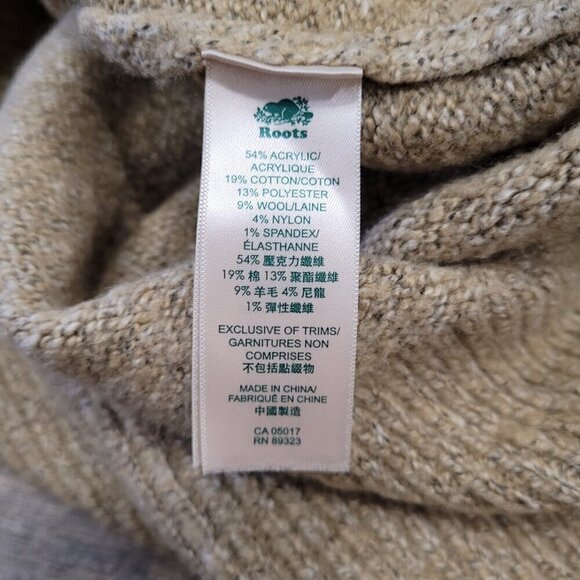 Roots
54% ACRYLIC/
ACRYLIQUE
19% COTTON/COTON
13% POLYESTER
9% WOOL/LAINE
4% NYLON
1% SPANDEX/
ÉLASTHANNE
54% 壓克力纖維
19% 棉 13% 聚酯纖維
9% 羊毛 4% 尼龍
1% 彈性纖維
EXCLUSIVE OF TRIMS/
GARNITURES NON
COMPRISES
不包括點綴物
MADE IN CHINA/
FABRIQUÉ EN CHINE
中國製造
CA 05017
RN 89323